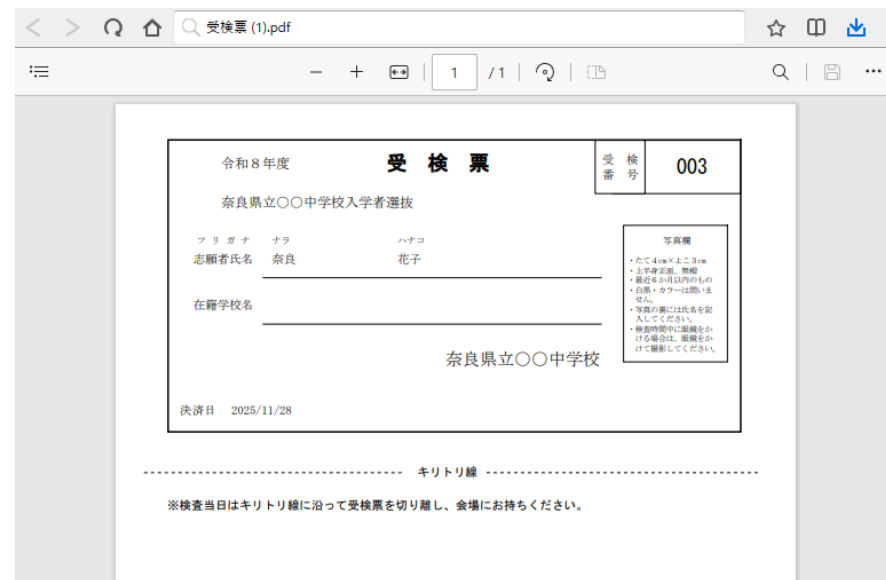 受検票 (1).pdf
1 /1
令和8年度 受 検 票 受 検 番 号 003
奈良県立〇〇中学校入学者選抜
フリガナ ナラ ハナコ
志願者氏名 奈良 花子
在籍学校名
写真欄
・たて4cm×よこ3cm
・上半身正面、無帽
・最近6か月以内のもの
・白黒・カラーは問いま
せん。
・写真の裏には氏名を記
入してください。
・検査時間中に眼鏡をか
ける場合は、眼鏡をか
けて撮影してください。
奈良県立〇〇中学校
決済日 2025/11/28
キリトリ線
※検査当日はキリトリ線に沿って受検票を切り離し、会場にお持ちください。